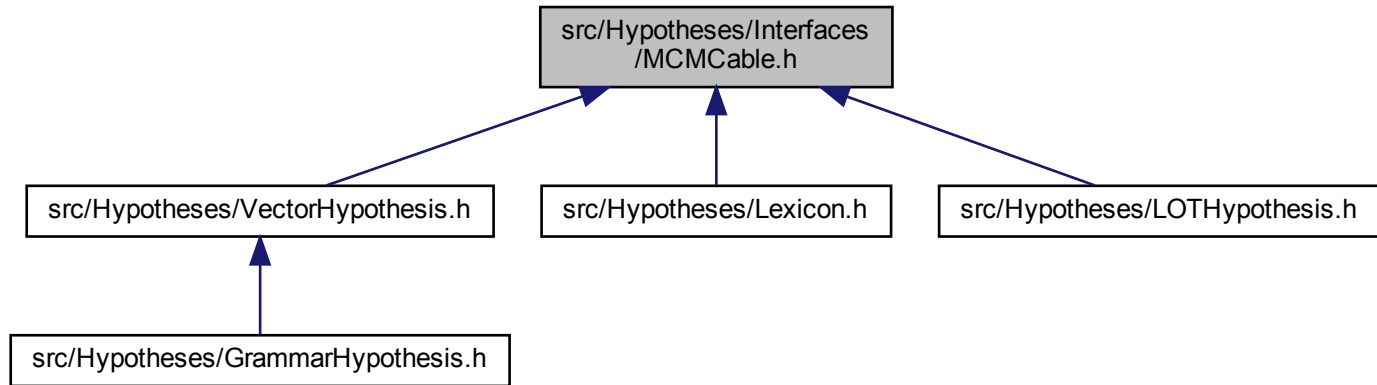 src/Hypotheses/Interfaces
/MCMCable.h
src/Hypotheses/VectorHypothesis.h
src/Hypotheses/Lexicon.h
src/Hypotheses/LOTHypothesis.h
src/Hypotheses/GrammarHypothesis.h